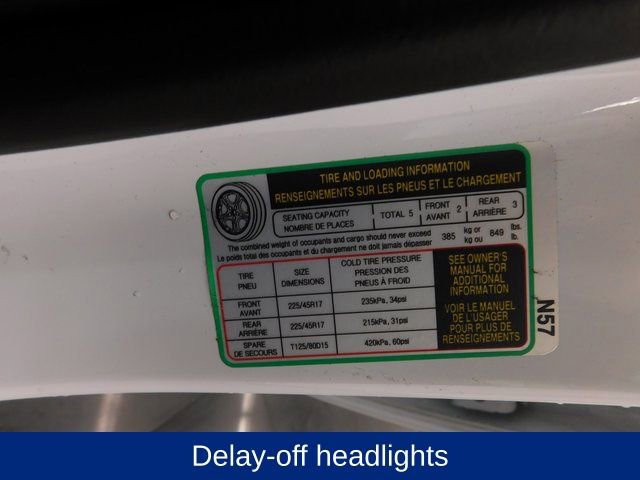 TIRE AND LOADING INFORMATION
RENSEIGNEMENTS SUR LES PNEUS ET LE CHARGEMENT
SEATING CAPACITY
NOMBRE DE PLACES
TOTAL 5
FRONT
AVANT 2
REAR
ARRIÈRE 3
The combined weight of occupants and cargo should never exceed
Le poids total des occupants et du chargement ne doit jamais dépasser
385 kg or
kg ou
849 lbs.
lb.
TIRE
PNEU
SIZE
DIMENSIONS
COLD TIRE PRESSURE
PRESSION DES
PNEUS À FROID
FRONT
AVANT
225/45R17
235kPa, 34psi
REAR
ARRIÈRE
225/45R17
215kPa, 31psi
SPARE
DE SECOURS
T125/80D15
420kPa, 60psi
SEE OWNER'S
MANUAL FOR
ADDITIONAL
INFORMATION
VOIR LE MANUEL
DE L'USAGER
POUR PLUS DE
RENSEIGNEMENTS
N57
Delay-off headlights